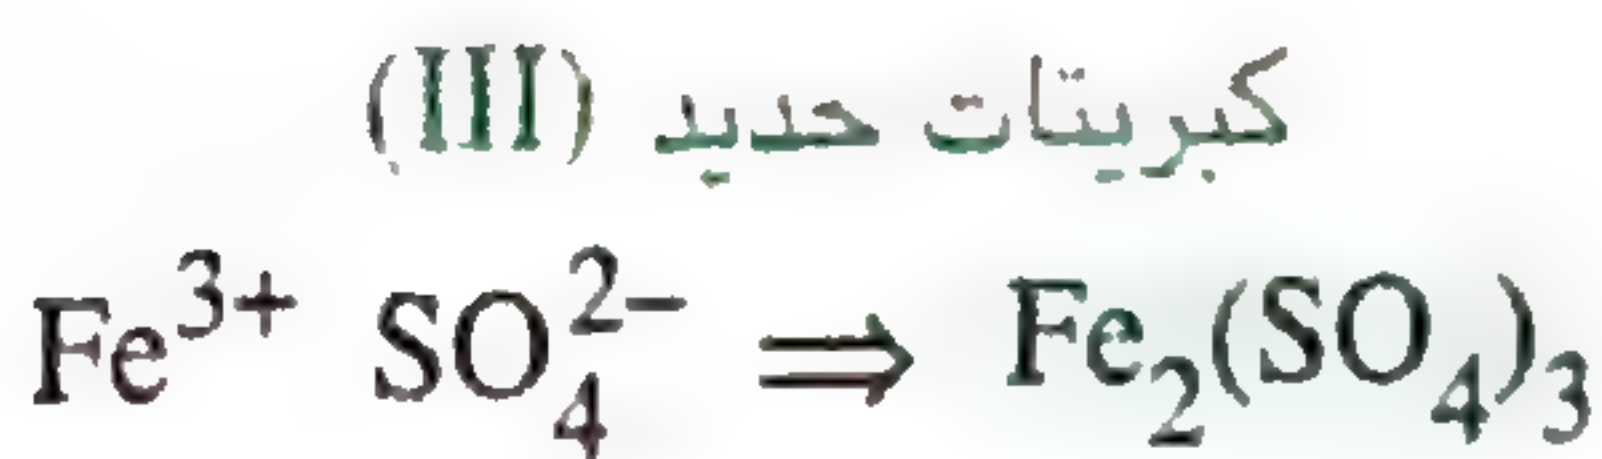 كبريتات حديد (III)
Fe³⁺ SO₄²⁻ ⇒ Fe₂(SO₄)₃